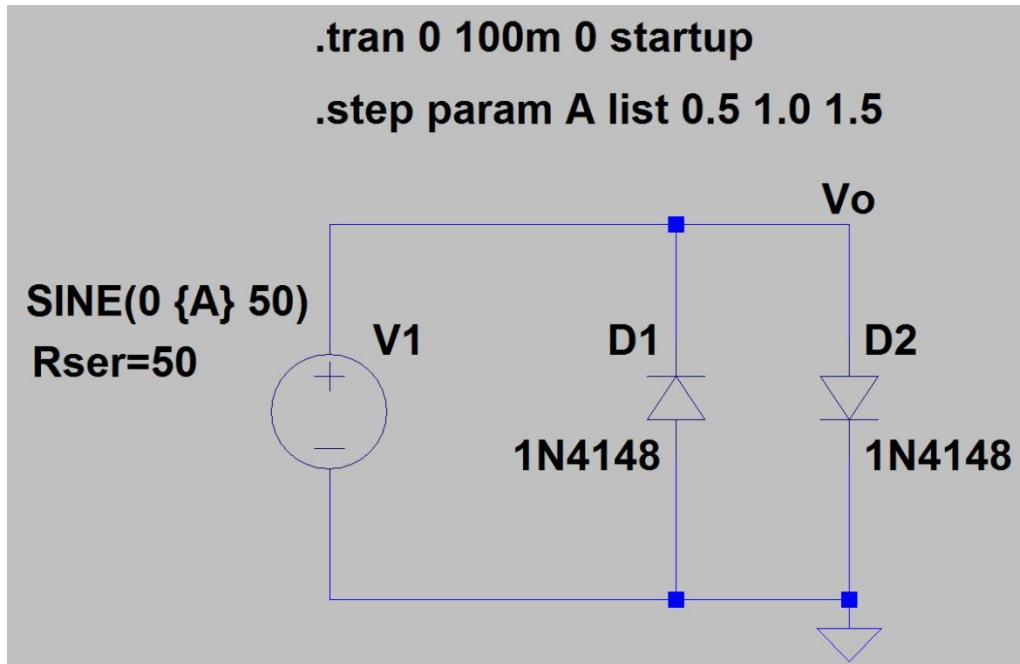 .tran 0 100m 0 startup
.step param A list 0.5 1.0 1.5
Vo
SINE(0 {A} 50)
Rser=50
V1
D1
D2
1N4148
1N4148